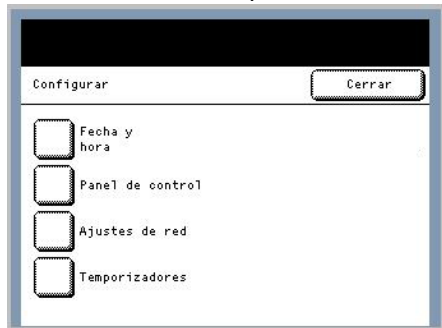 Configurar
Cerrar
Fecha y
hora
Panel de control
Ajustes de red
Temporizadores